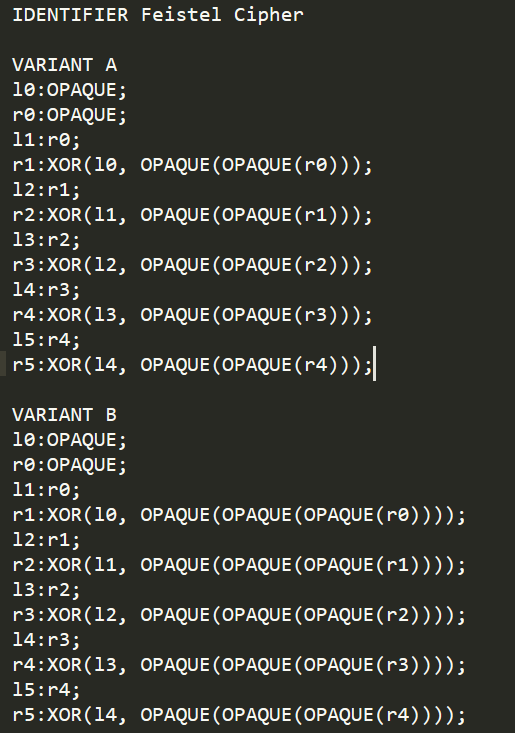 IDENTIFIER Feistel Cipher
VARIANT A
l0:OPAQUE;
r0:OPAQUE;
l1:r0;
r1:XOR(l0, OPAQUE(OPAQUE(r0)));
l2:r1;
r2:XOR(l1, OPAQUE(OPAQUE(r1)));
l3:r2;
r3:XOR(l2, OPAQUE(OPAQUE(r2)));
l4:r3;
r4:XOR(l3, OPAQUE(OPAQUE(r3)));
l5:r4;
r5:XOR(l4, OPAQUE(OPAQUE(r4)));
VARIANT B
l0:OPAQUE;
r0:OPAQUE;
l1:r0;
r1:XOR(l0, OPAQUE(OPAQUE(OPAQUE(r0))));
l2:r1;
r2:XOR(l1, OPAQUE(OPAQUE(OPAQUE(r1))));
l3:r2;
r3:XOR(l2, OPAQUE(OPAQUE(OPAQUE(r2))));
l4:r3;
r4:XOR(l3, OPAQUE(OPAQUE(OPAQUE(r3))));
l5:r4;
r5:XOR(l4, OPAQUE(OPAQUE(OPAQUE(r4))));